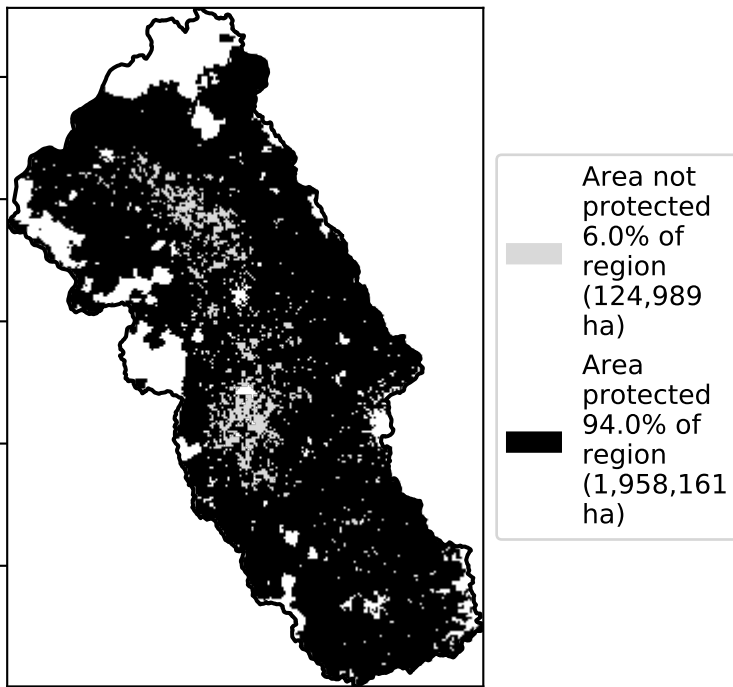 Area not
protected
6.0% of
region
(124,989
ha)
Area
protected
94.0% of
region
(1,958,161
ha)